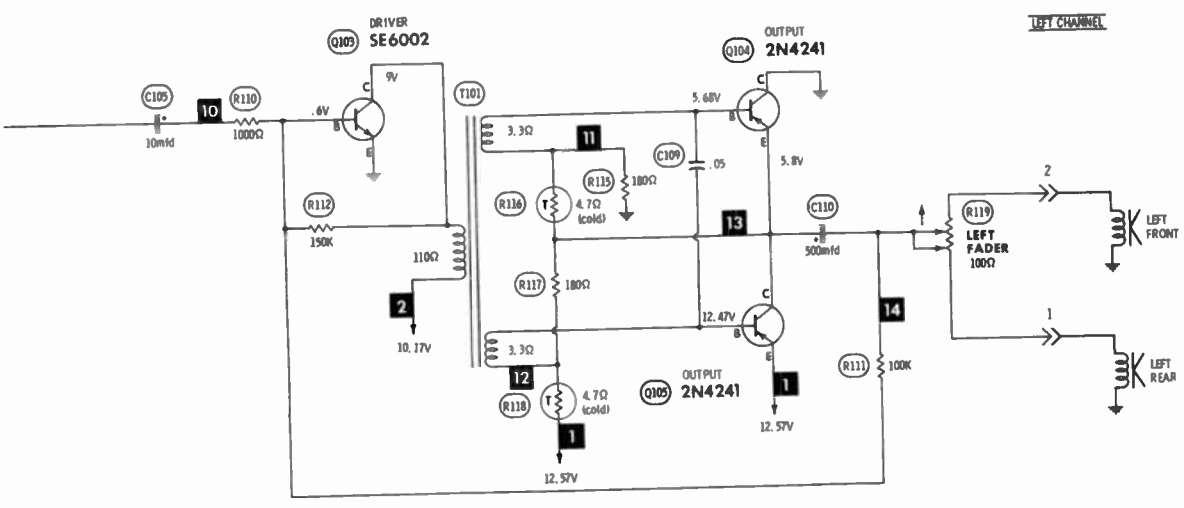 LEFT CHANNEL
DRIVER
Q103 SE6002
OUTPUT
Q104 2N4241
C
9V
C
C105
10
R110
T101
.6V
B
5.68V
B
10mfd
1000Ω
3.3Ω
11
E
E
C109
.05
5.8V
R115
180Ω
2
R112
R116
T
4.7Ω
(cold)
C110
R119
LEFT
FRONT
13
LEFT
FADER
100Ω
150K
500mfd
110Ω
R117
180Ω
C
2
14
12.47V
B
1
10.17V
3.3Ω
E
R111
100K
LEFT
REAR
12
OUTPUT
Q105 2N4241
1
R118
T
4.7Ω
(cold)
12.57V
1
12.57V